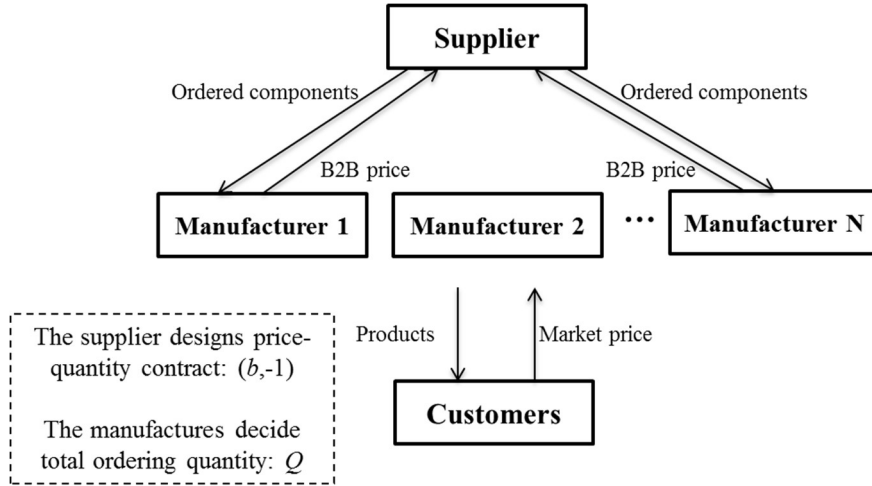 Supplier
Ordered components
Ordered components
B2B price
B2B price
Manufacturer 1
Manufacturer 2
...
Manufacturer N
Products
Market price
Customers
The supplier designs price-
quantity contract: (b,-1)
The manufactures decide
total ordering quantity: Q